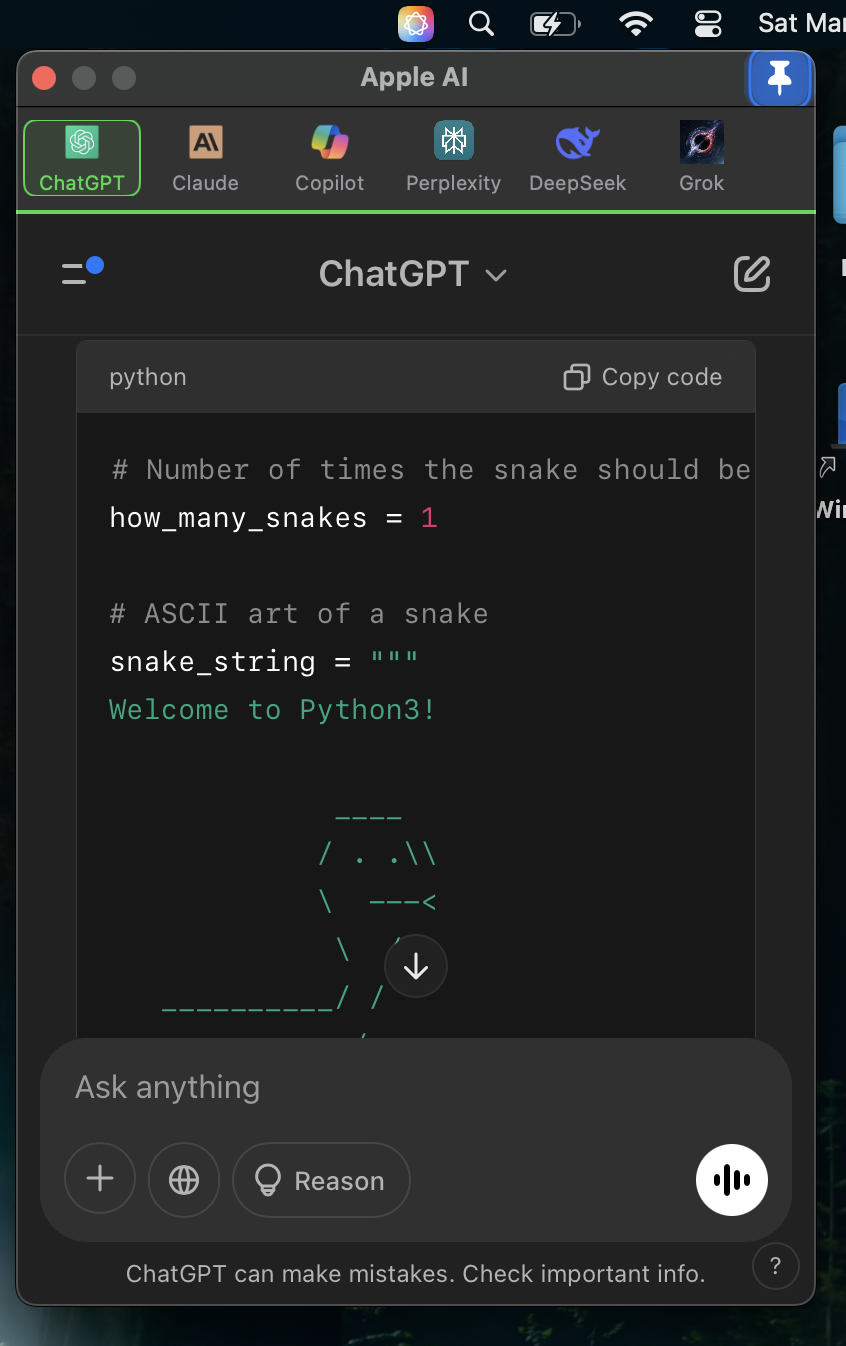 Sat Mar
Apple AI
ChatGPT
Claude
Copilot
Perplexity
DeepSeek
Grok
ChatGPT
python
Copy code
# Number of times the snake should be
how_many_snakes = 1
# ASCII art of a snake
snake_string = """
Welcome to Python3!
____
/ . .\\
\  ---<
\  /
__________/ /
Ask anything
Reason
ChatGPT can make mistakes. Check important info.
?